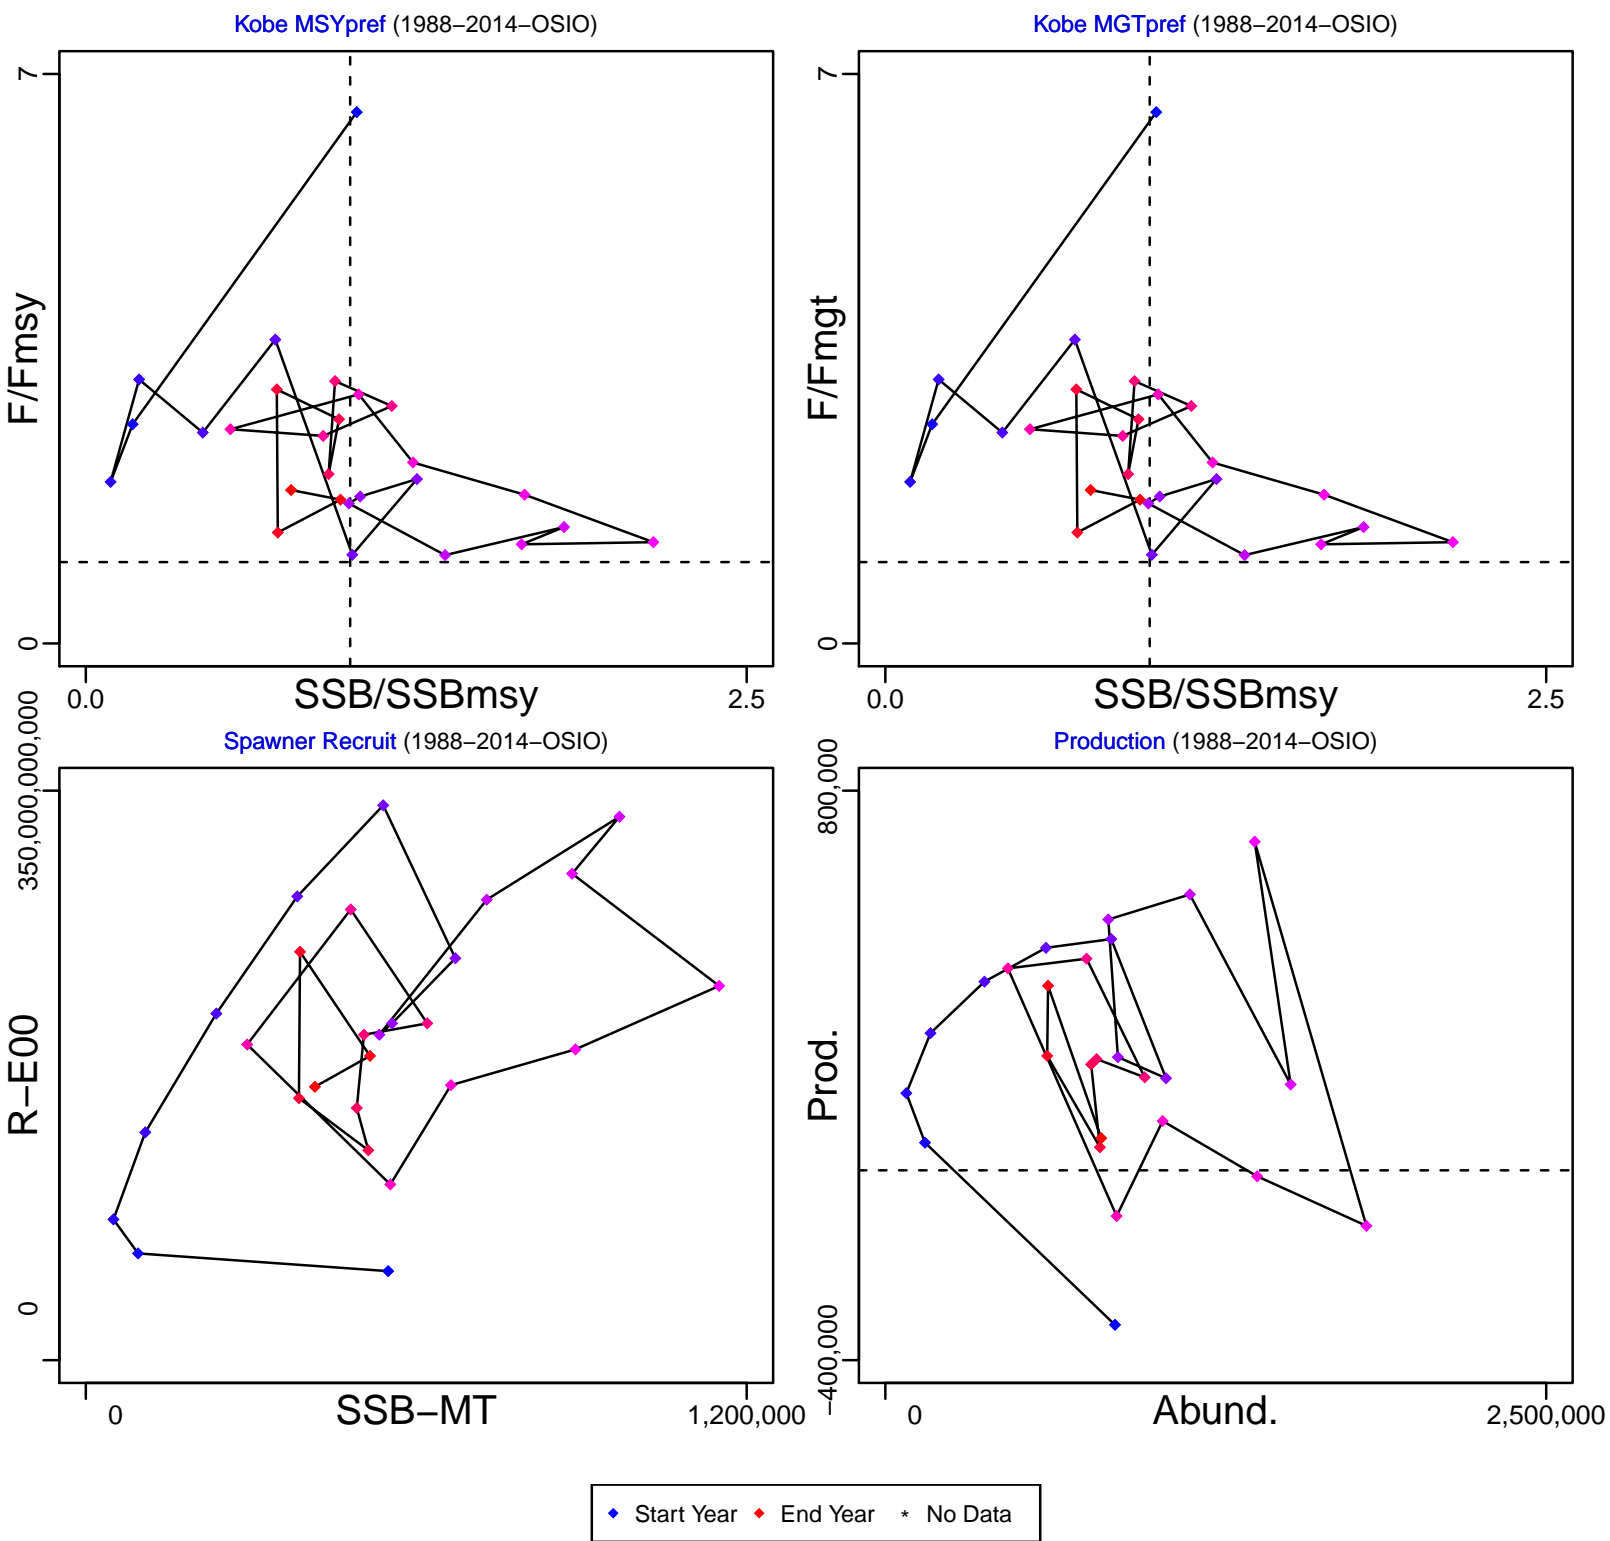 Kobe MSYpref (1988−2014−OSIO)
7
F/Fmsy
0
0.0
SSB/SSBmsy
2.5
Kobe MGTpref (1988−2014−OSIO)
7
F/Fmgt
0
0.0
SSB/SSBmsy
2.5
Spawner Recruit (1988−2014−OSIO)
350,000,000,000
R−E00
0
0
SSB−MT
1,200,000
Production (1988−2014−OSIO)
800,000
Prod.
−400,000
0
Abund.
2,500,000
Start Year End Year * No Data